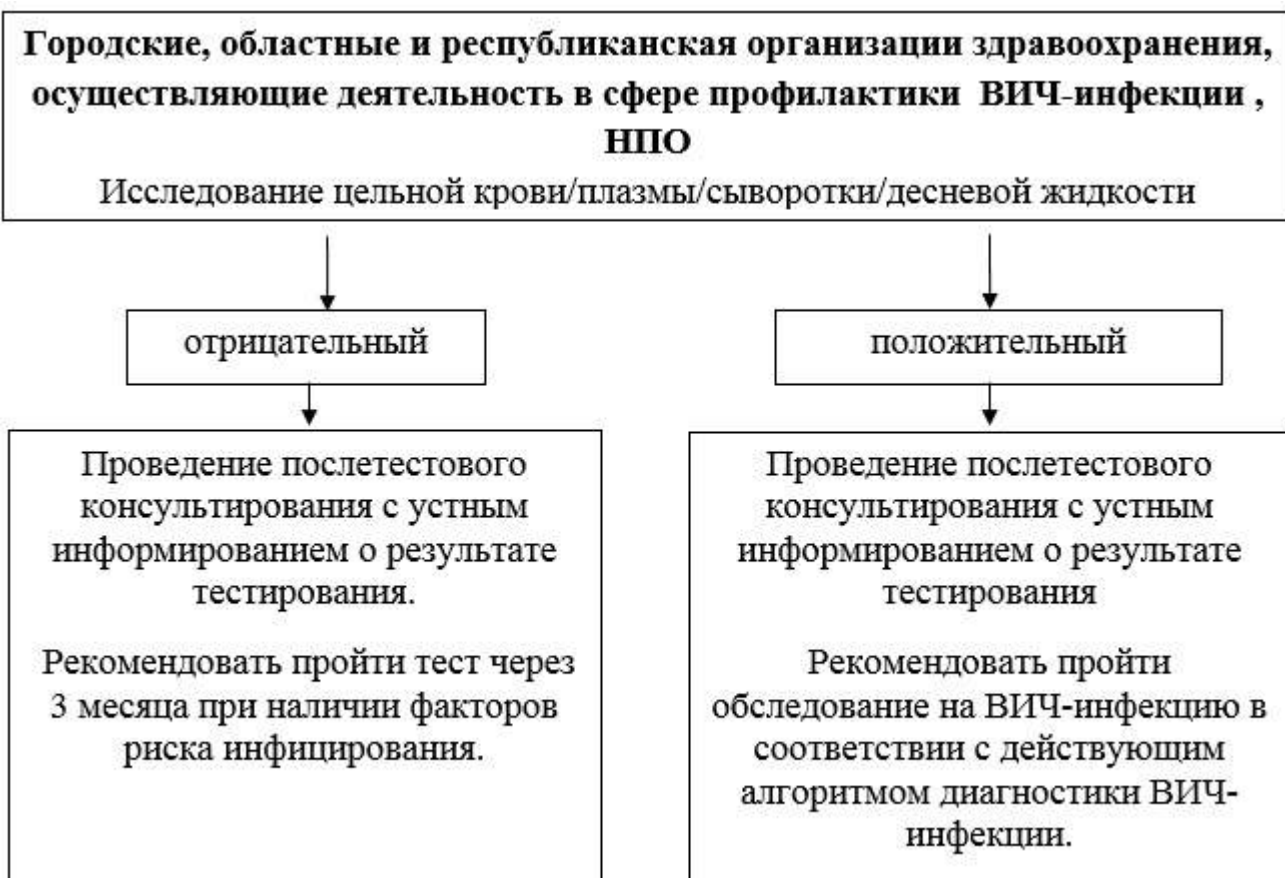 Городские, областные и республиканская организации здравоохранения,
осуществляющие деятельность в сфере профилактики ВИЧ-инфекции ,
НПО
Исследование цельной крови/плазмы/сыворотки/десневой жидкости
отрицательный
положительный
Проведение послетестового
консультирования с устным
информированием о результате
тестирования.
Рекомендовать пройти тест через
3 месяца при наличии факторов
риска инфицирования.
Проведение послетестового
консультирования с устным
информированием о результате
тестирования
Рекомендовать пройти
обследование на ВИЧ-инфекцию в
соответствии с действующим
алгоритмом диагностики ВИЧ-
инфекции.